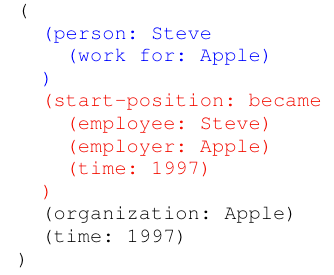 (
(person: Steve
(work for: Apple)
)
(start-position: became
(employee: Steve)
(employer: Apple)
(time: 1997)
)
(organization: Apple)
(time: 1997)
)